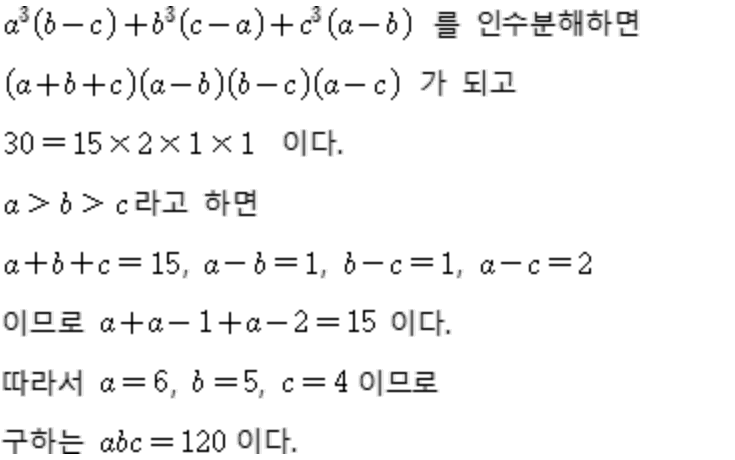 a³(b−c)+b³(c−a)+c³(a−b) 를 인수분해하면
(a+b+c)(a−b)(b−c)(a−c) 가 되고
30=15×2×1×1 이다.
a>b>c라고 하면
a+b+c=15, a−b=1, b−c=1, a−c=2
이므로 a+a−1+a−2=15 이다.
따라서 a=6, b=5, c=4 이므로
구하는 abc=120 이다.